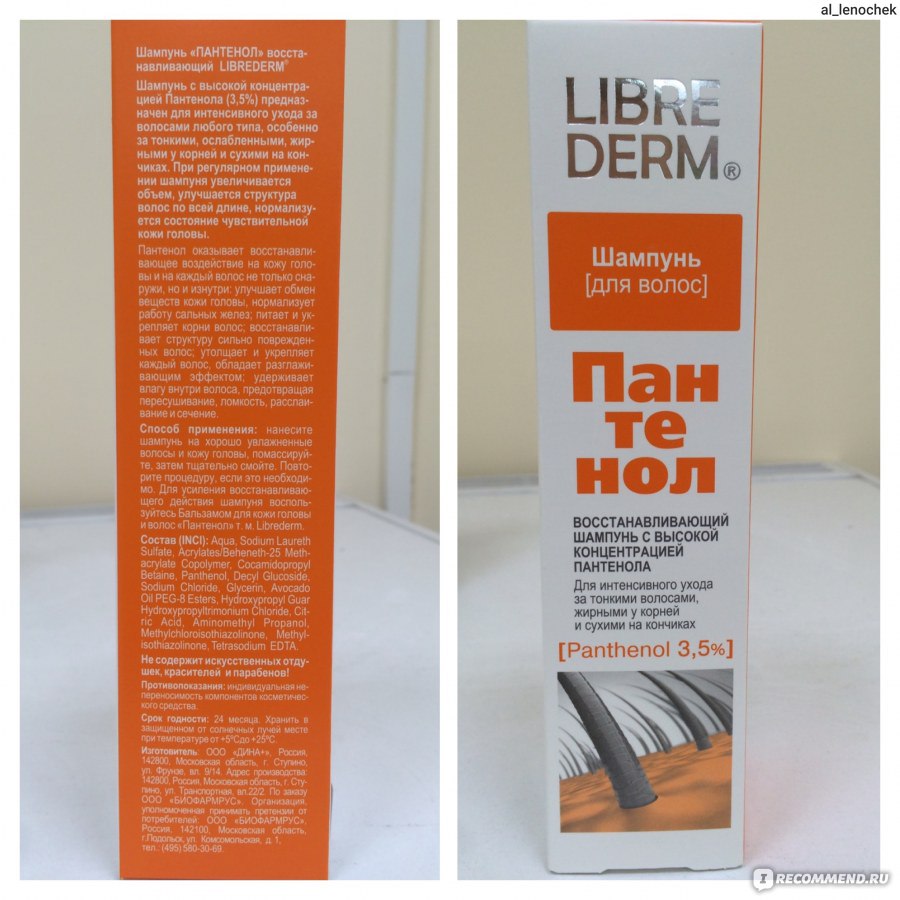 al_lenochek
Шампунь «ПАНТЕНОЛ» восста-
навливающий LIBREDERM®
Шампунь с высокой концентра-
цией Пантенола (3,5%) предназ-
начен для интенсивного ухода за
волосами любого типа, особенно
за тонкими, ослабленными, жир-
ными у корней и сухими на кон-
чиках. При регулярном примене-
нии шампуня увеличивается
объем, улучшается структура
волос по всей длине, нормализу-
ется состояние чувствительной
кожи головы.
Пантенол оказывает восстанавли-
вающее воздействие на кожу голо-
вы и на каждый волос не только сна-
ружи, но и изнутри: улучшает обмен
веществ кожи головы, нормализует
работу сальных желез; питает и ук-
репляет корни волос; восстанавли-
вает структуру сильно поврежден-
ных волос; утолщает и укрепляет
каждый волос, обладает разглажи-
вающим эффектом; удерживает
влагу внутри волоса, предотвращая
пересушивание, ломкость, расслаи-
вание и сечение.
Способ применения: нанесите
шампунь на хорошо увлажненные
волосы и кожу головы, помассируй-
те, затем тщательно смойте. Повто-
рите процедуру, если это необходи-
мо. Для усиления восстанавливаю-
щего действия шампуня восполь-
зуйтесь Бальзамом для кожи головы
и волос «Пантенол» т. м. Librederm.
Состав (INCI): Aqua, Sodium Laureth
Sulfate, Acrylates/Beheneth-25 Meth-
acrylate Copolymer, Cocamidopropyl
Betaine, Panthenol, Decyl Glucoside,
Sodium Chloride, Glycerin, Avocado
Oil PEG-8 Esters, Hydroxypropyl Guar
Hydroxypropyltrimonium Chloride, Cit-
ric Acid, Aminomethyl Propanol,
Methylchloroisothiazolinone, Methyl-
isothiazolinone, Tetrasodium EDTA.
Не содержит искусственных отду-
шек, красителей и парабенов!
Противопоказания: индивидуальная не-
переносимость компонентов косметичес-
кого средства.
Срок годности: 24 месяца. Хранить в
защищенном от солнечных лучей месте
при температуре от +5ºСдо +25ºС.
Изготовитель: ООО «ДИНА+», Россия,
142800, Московская область, г. Ступино,
ул. Фрунзе, вл. 9/14 Адрес производства:
142800, Россия, Московская область, г. Сту-
пино, ул. Транспортная, вл.22/2 По заказу
ООО «БИОФАРМРУС». Организация,
уполномоченная принимать претензии от
потребителей: ООО «БИОФАРМРУС»,
Россия, 142100, Московская область,
г.Подольск, ул. Комсомольская, д.1,
тел.: (495) 580-30-69.
LIBRE
DERM®
Шампунь
[для волос]
Пан
те
нол
ВОССТАНАВЛИВАЮЩИЙ
ШАМПУНЬ С ВЫСОКОЙ
КОНЦЕНТРАЦИЕЙ
ПАНТЕНОЛА
Для интенсивного ухода
за тонкими волосами,
жирными у корней
и сухими на кончиках
[Panthenol 3,5%]
I RECOMMEND.RU